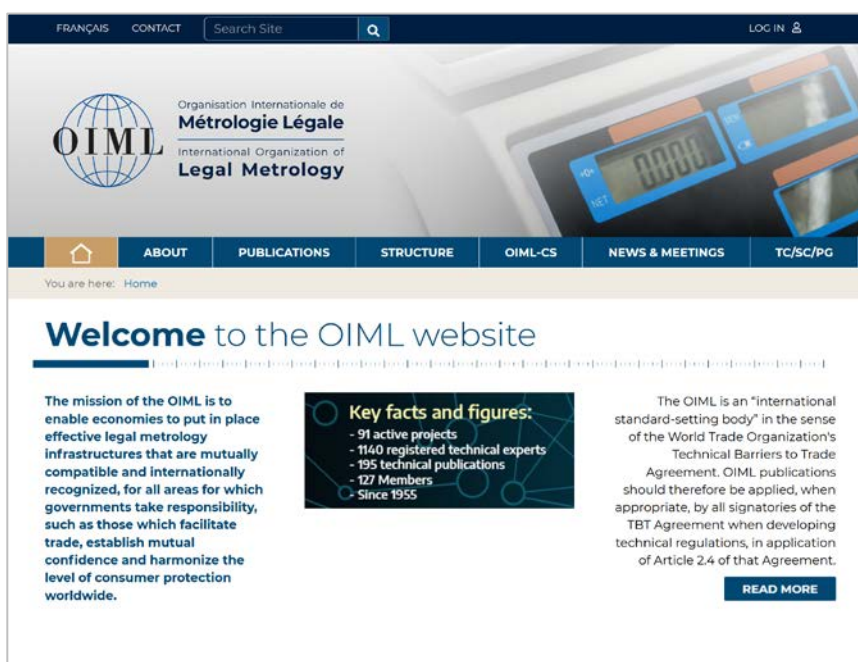 FRANÇAIS CONTACT Search Site LOG IN
OIML
Organisation Internationale de
Métrologie Légale
International Organization of
Legal Metrology
0.000
NET
ABOUT PUBLICATIONS STRUCTURE OIML-CS NEWS & MEETINGS TC/SC/PG
You are here: Home
Welcome to the OIML website
The mission of the OIML is to
enable economies to put in place
effective legal metrology
infrastructures that are mutually
compatible and internationally
recognized, for all areas for which
governments take responsibility,
such as those which facilitate
trade, establish mutual
confidence and harmonize the
level of consumer protection
worldwide.
Key facts and figures:
- 91 active projects
- 1140 registered technical experts
- 195 technical publications
- 127 Members
- Since 1955
The OIML is an "international
standard-setting body" in the sense
of the World Trade Organization's
Technical Barriers to Trade
Agreement. OIML publications
should therefore be applied, when
appropriate, by all signatories of the
TBT Agreement when developing
technical regulations, in application
of Article 2.4 of that Agreement.
READ MORE